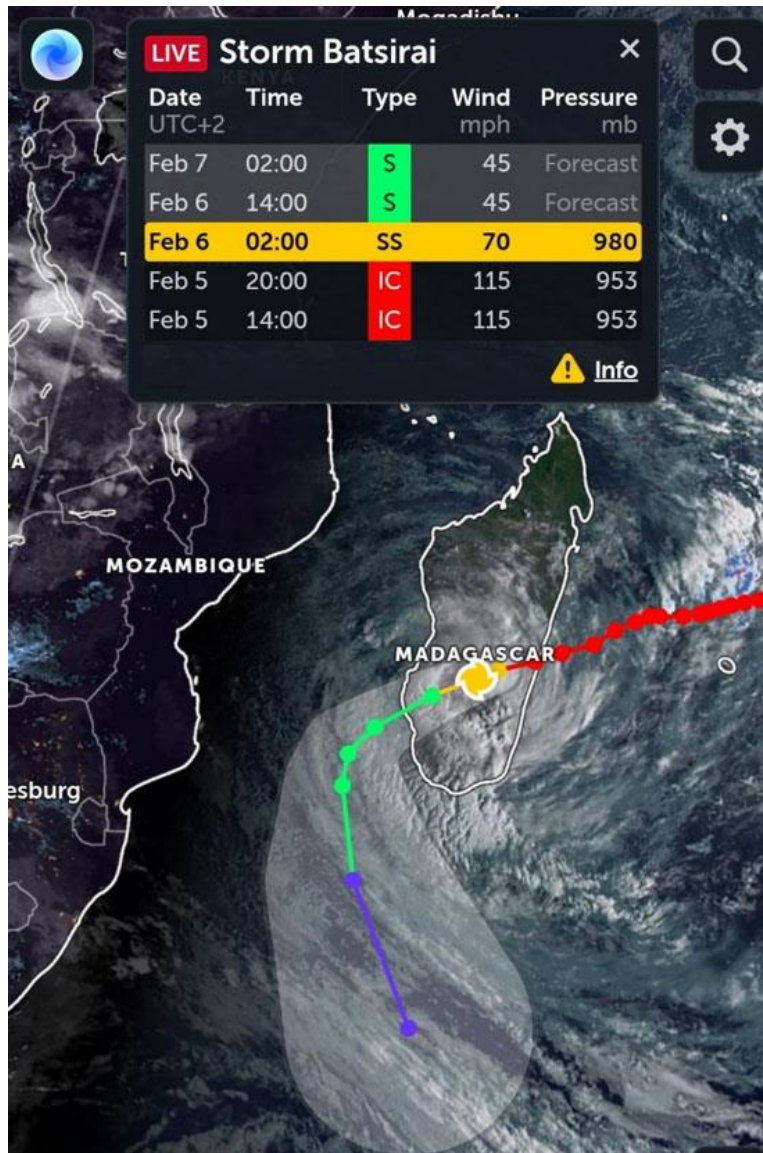 Mogadishu
LIVE Storm Batsirai ×
KENYA
Date Time Type Wind Pressure
UTC+2 mph mb
Feb 7 02:00 S 45 Forecast
Feb 6 14:00 S 45 Forecast
Feb 6 02:00 SS 70 980
Feb 5 20:00 IC 115 953
Feb 5 14:00 IC 115 953
! Info
A
MOZAMBIQUE
MADAGASCAR
esburg